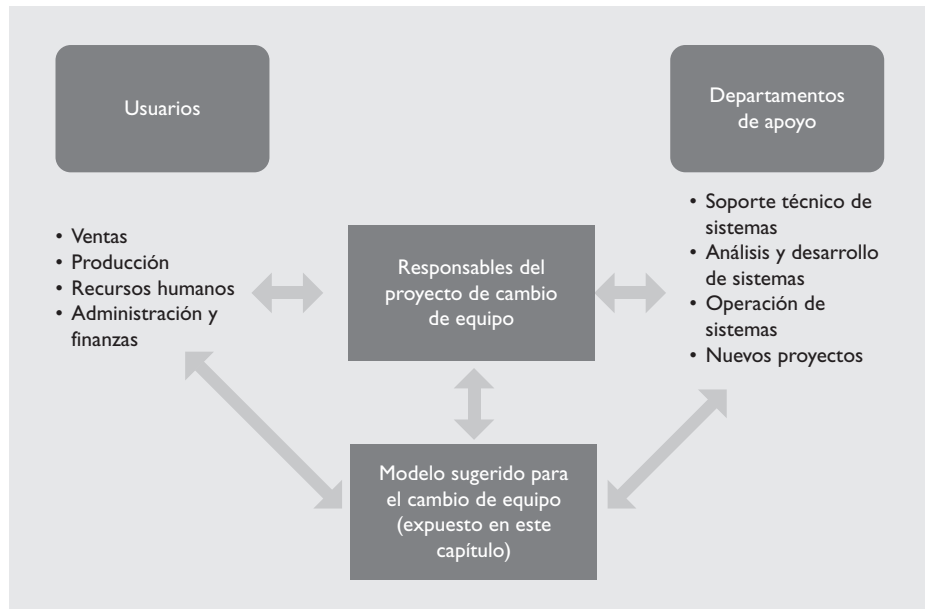 Usuarios
Departamentos
de apoyo
• Ventas
• Producción
• Recursos humanos
• Administración y
finanzas
Responsables del
proyecto de cambio
de equipo
• Soporte técnico de
sistemas
• Análisis y desarrollo
de sistemas
• Operación de
sistemas
• Nuevos proyectos
Modelo sugerido para
el cambio de equipo
(expuesto en este
capítulo)